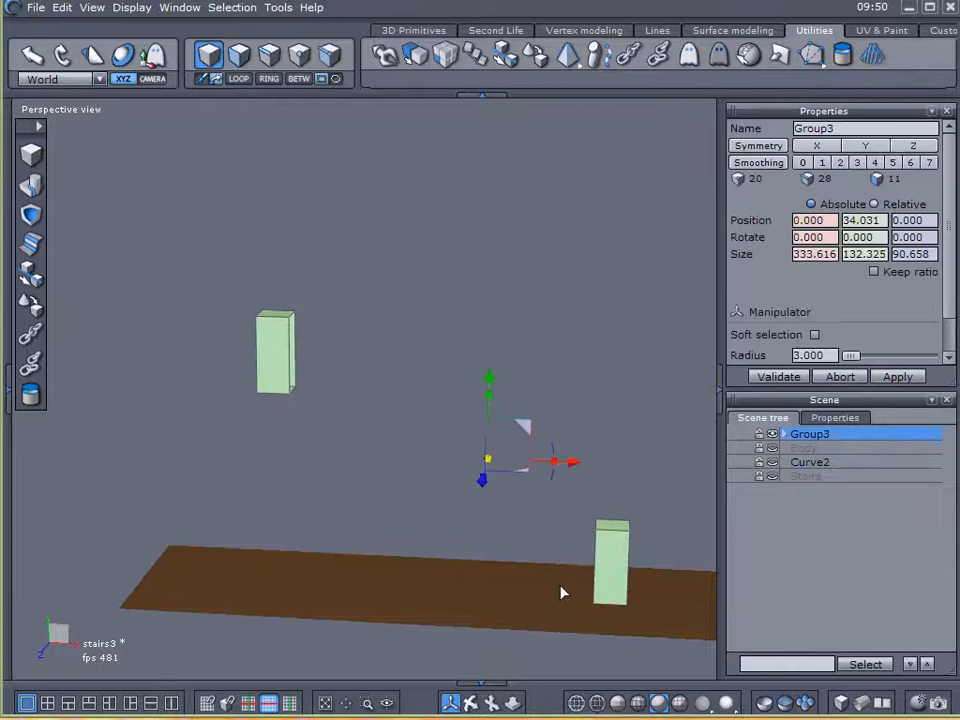 File Edit View Display Window Selection Tools Help 09:50
3D Primitives Second Life Vertex modeling Lines Surface modeling Utilities UV & Paint Custo
World XYZ CAMERA LOOP RING BETW
Perspective view
Properties
Name Group3
Symmetry X Y Z
Smoothing 0 1 2 3 4 5 6 7
20 28 11
Absolute Relative
Position 0.000 34.031 0.000
Rotate 0.000 0.000 0.000
Size 333.616 132.325 90.658
Keep ratio
Manipulator
Soft selection
Radius 3.000
Validate Abort Apply
Scene
Scene tree Properties
Group3
Body
Curve2
Stairs
Y
X
Z
stairs3 *
fps 481
Select